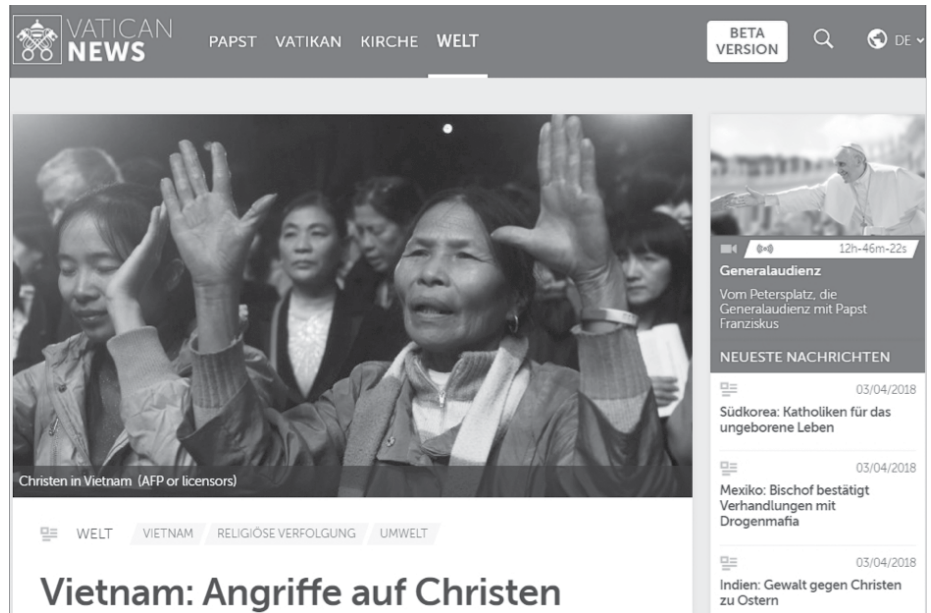 VATICAN
NEWS
PAPST VATIKAN KIRCHE WELT
BETA
VERSION
DE
Christen in Vietnam (AFP or licensors)
WELT VIETNAM RELIGIÖSE VERFOLGUNG UMWELT
Vietnam: Angriffe auf Christen
12h-46m-22s
Generalaudienz
Vom Petersplatz, die
Generalaudienz mit Papst
Franziskus
NEUESTE NACHRICHTEN
03/04/2018
Südkorea: Katholiken für das
ungeborene Leben
03/04/2018
Mexiko: Bischof bestätigt
Verhandlungen mit
Drogenmafia
03/04/2018
Indien: Gewalt gegen Christen
zu Ostern